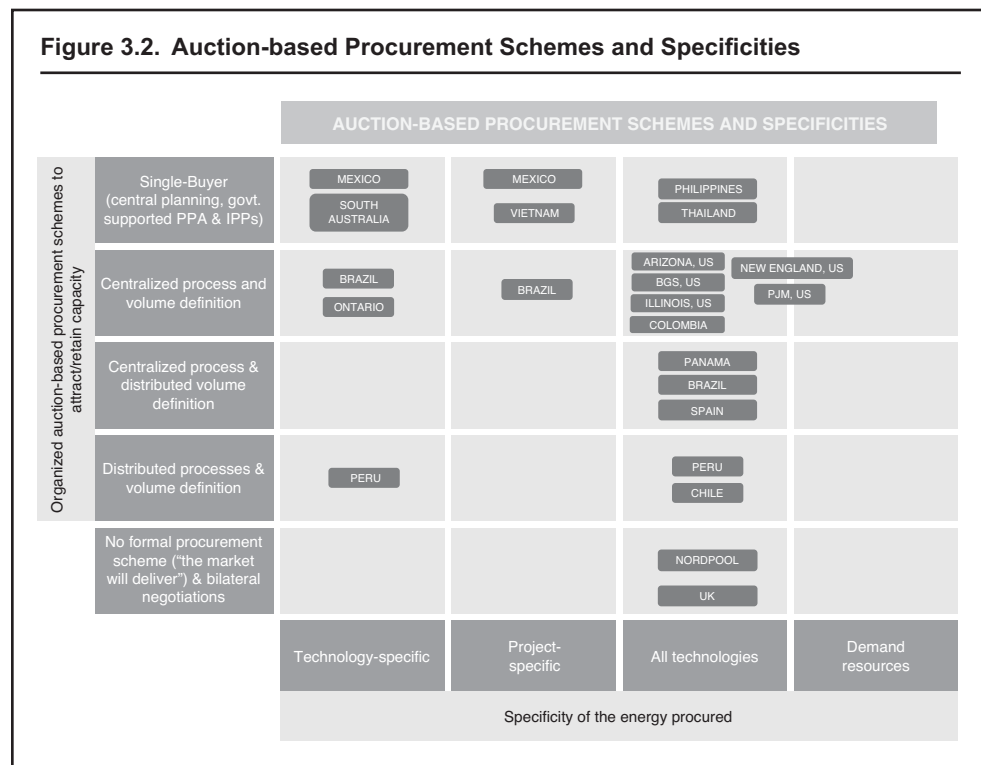 Figure 3.2. Auction-based Procurement Schemes and Specificities
AUCTION-BASED PROCUREMENT SCHEMES AND SPECIFICITIES
Organized auction-based procurement schemes to
attract/retain capacity
Single-Buyer
(central planning, govt.
supported PPA & IPPs)
MEXICO
SOUTH
AUSTRALIA
MEXICO
VIETNAM
PHILIPPINES
THAILAND
Centralized process and
volume definition
BRAZIL
ONTARIO
BRAZIL
ARIZONA, US
BGS, US
ILLINOIS, US
COLOMBIA
NEW ENGLAND, US
PJM, US
Centralized process &
distributed volume
definition
PANAMA
BRAZIL
SPAIN
Distributed processes &
volume definition
PERU
PERU
CHILE
No formal procurement
scheme (“the market
will deliver”) & bilateral
negotiations
NORDPOOL
UK
Technology-specific
Project-
specific
All technologies
Demand
resources
Specificity of the energy procured